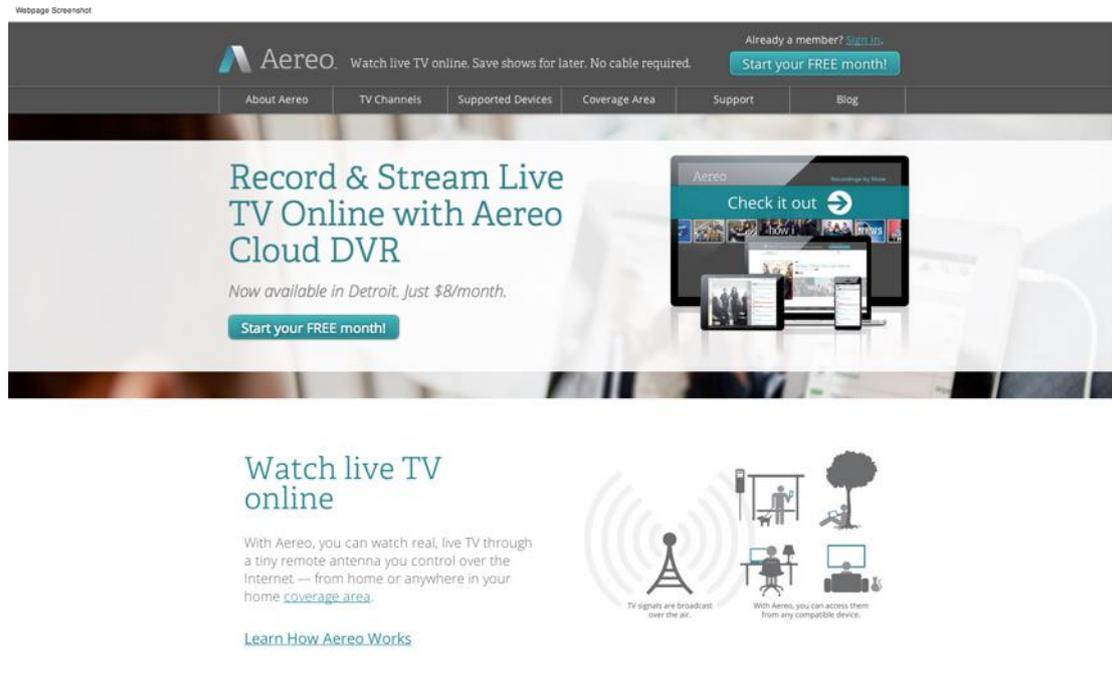 Webpage Screenshot
Already a member? Sign in.
Aereo
Watch live TV online. Save shows for later. No cable required.
Start your FREE month!
About Aereo
TV Channels
Supported Devices
Coverage Area
Support
Blog
Record & Stream Live
TV Online with Aereo
Cloud DVR
Now available in Detroit. Just $8/month.
Start your FREE month!
Aereo
Recordings by Show
Check it out
how i
news
Watch live TV
online
With Aereo, you can watch real, live TV through
a tiny remote antenna you control over the
Internet — from home or anywhere in your
home coverage area.
Learn How Aereo Works
TV signals are broadcast
over the air.
With Aereo, you can access them
from any compatible device.